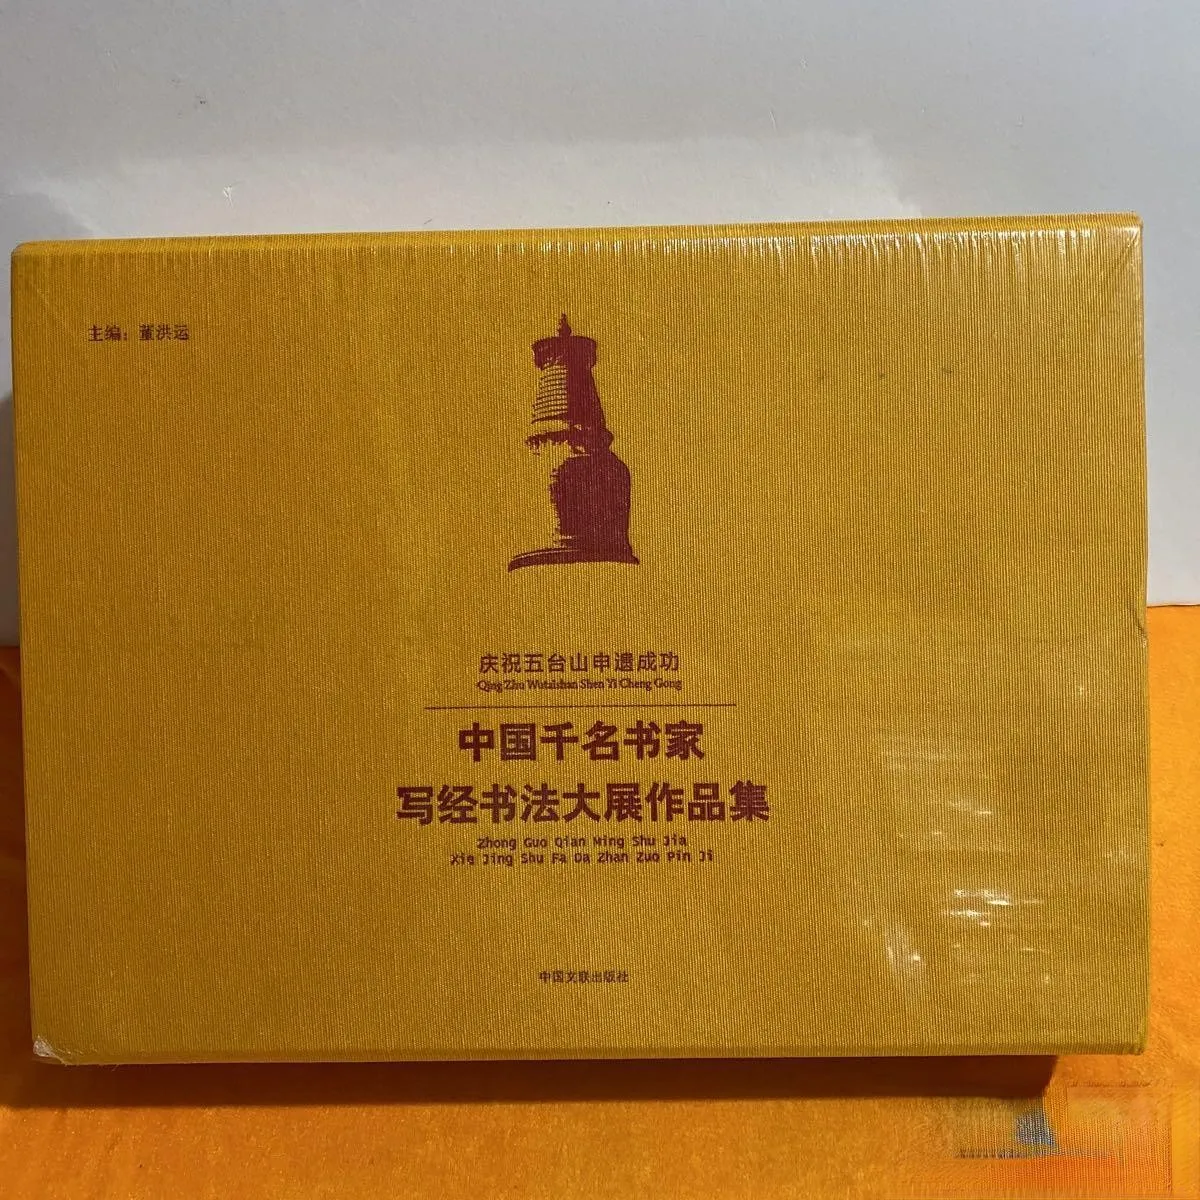 主编：董洪运
庆祝五台山申遗成功
Qing Zhu Wutaishan Shen Yi Cheng Gong
中国千名书家
写经书法大展作品集
Zhong Guo Qian Ming Shu Jia
Xie Jing Shu Fa Da Zhan Zuo Pin Ji
中国文联出版社